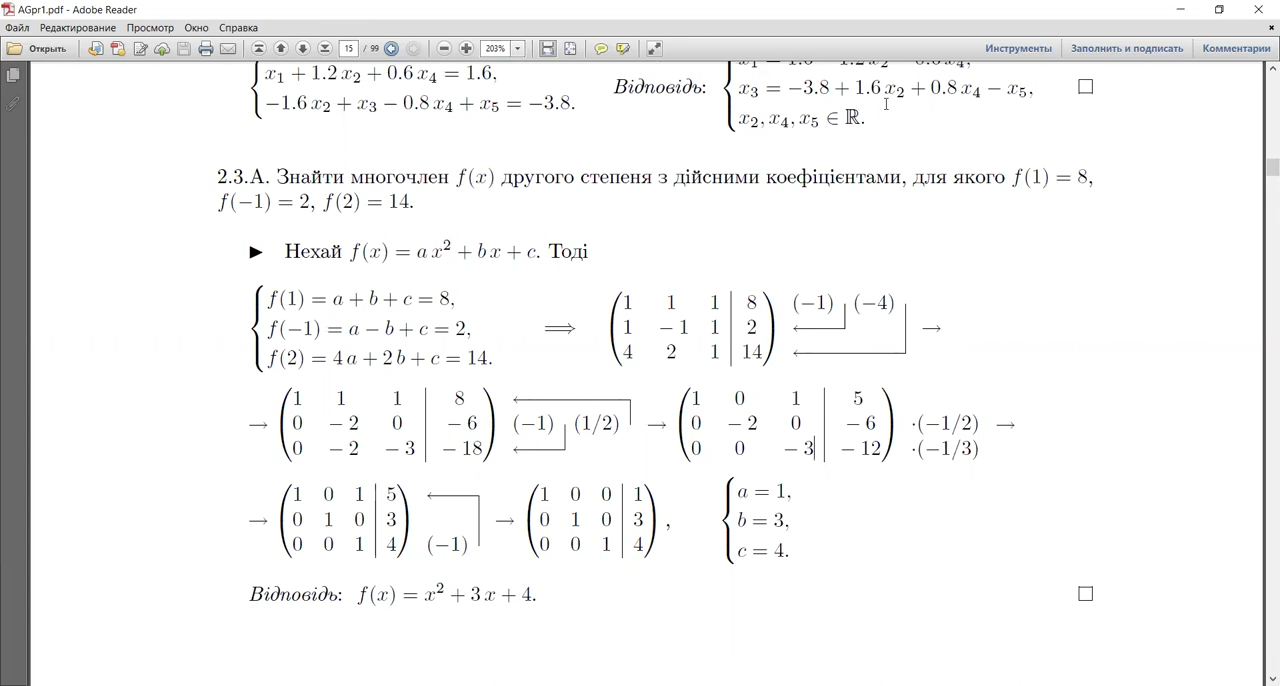 AGpr1.pdf - Adobe Reader
Файл Редактирование Просмотр Окно Справка
Открыть 15 / 99 203% Инструменты Заполнить и подписать Комментарии
x₁ + 1.2 x₂ + 0.6 x₄ = 1.6,
−1.6 x₂ + x₃ − 0.8 x₄ + x₅ = −3.8.
Відповідь:
x₃ = −3.8 + 1.6 x₂ + 0.8 x₄ − x₅,
x₂, x₄, x₅ ∈ ℝ. □
2.3.A. Знайти многочлен f(x) другого степеня з дійсними коефіцієнтами, для якого f(1) = 8,
f(−1) = 2, f(2) = 14.
► Нехай f(x) = a x² + b x + c. Тоді
f(1) = a + b + c = 8,
f(−1) = a − b + c = 2,
f(2) = 4 a + 2 b + c = 14.
⟹
1 1 1 | 8 (−1) (−4)
1 −1 1 | 2
4 2 1 | 14
→
→
1 1 1 | 8
0 −2 0 | −6 (−1) (1/2)
0 −2 −3 | −18
→
1 0 1 | 5
0 −2 0 | −6 ·(−1/2)
0 0 −3 | −12 ·(−1/3)
→
→
1 0 1 | 5
0 1 0 | 3
0 0 1 | 4 (−1)
→
1 0 0 | 1
0 1 0 | 3
0 0 1 | 4
,
a = 1,
b = 3,
c = 4.
Відповідь: f(x) = x² + 3 x + 4. □